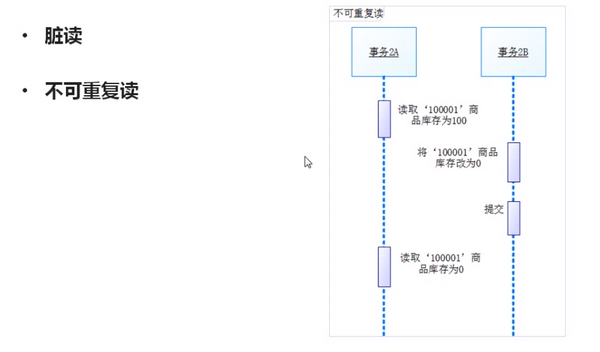 • 脏读
• 不可重复读
不可重复读
事务2A
事务2B
读取‘100001’商
品库存为100
将‘100001’商品
库存改为0
提交
读取‘100001’商
品库存为0